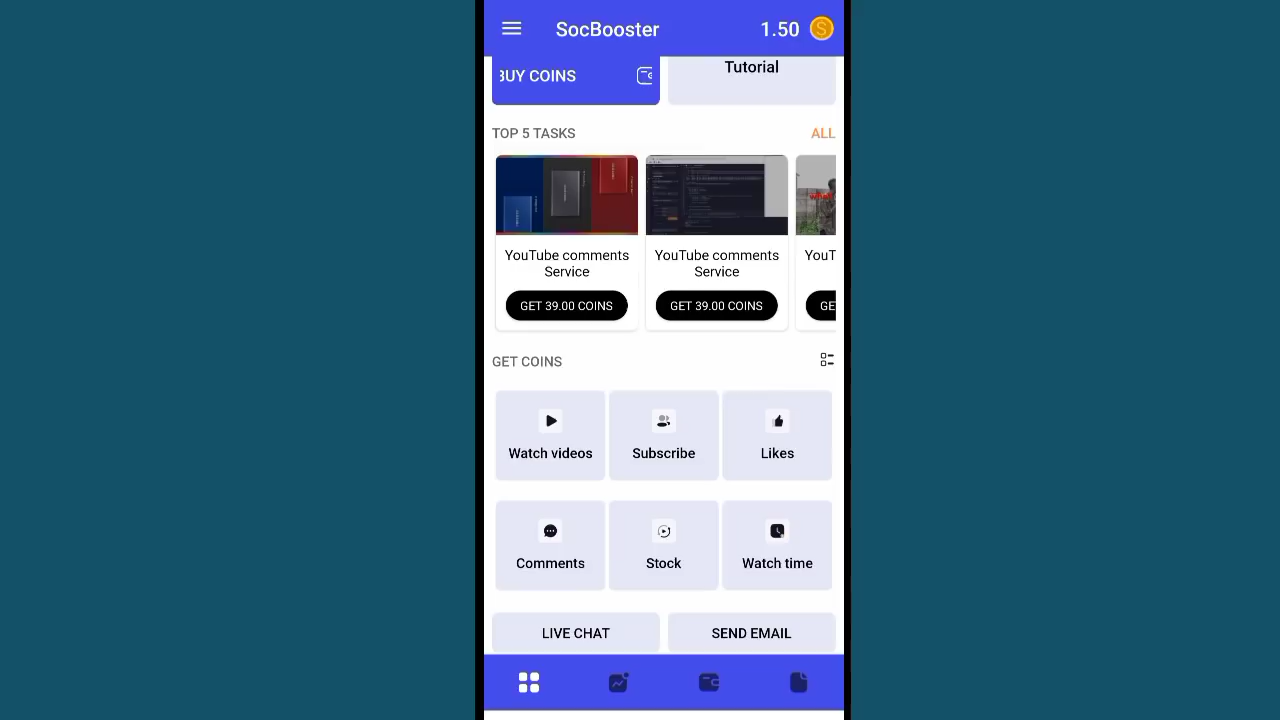 SocBooster 1.50
BUY COINS
Tutorial
TOP 5 TASKS ALL
YouTube comments
Service
GET 39.00 COINS
YouTube comments
Service
GET 39.00 COINS
YouT
GE
GET COINS
Watch videos
Subscribe
Likes
Comments
Stock
Watch time
LIVE CHAT
SEND EMAIL